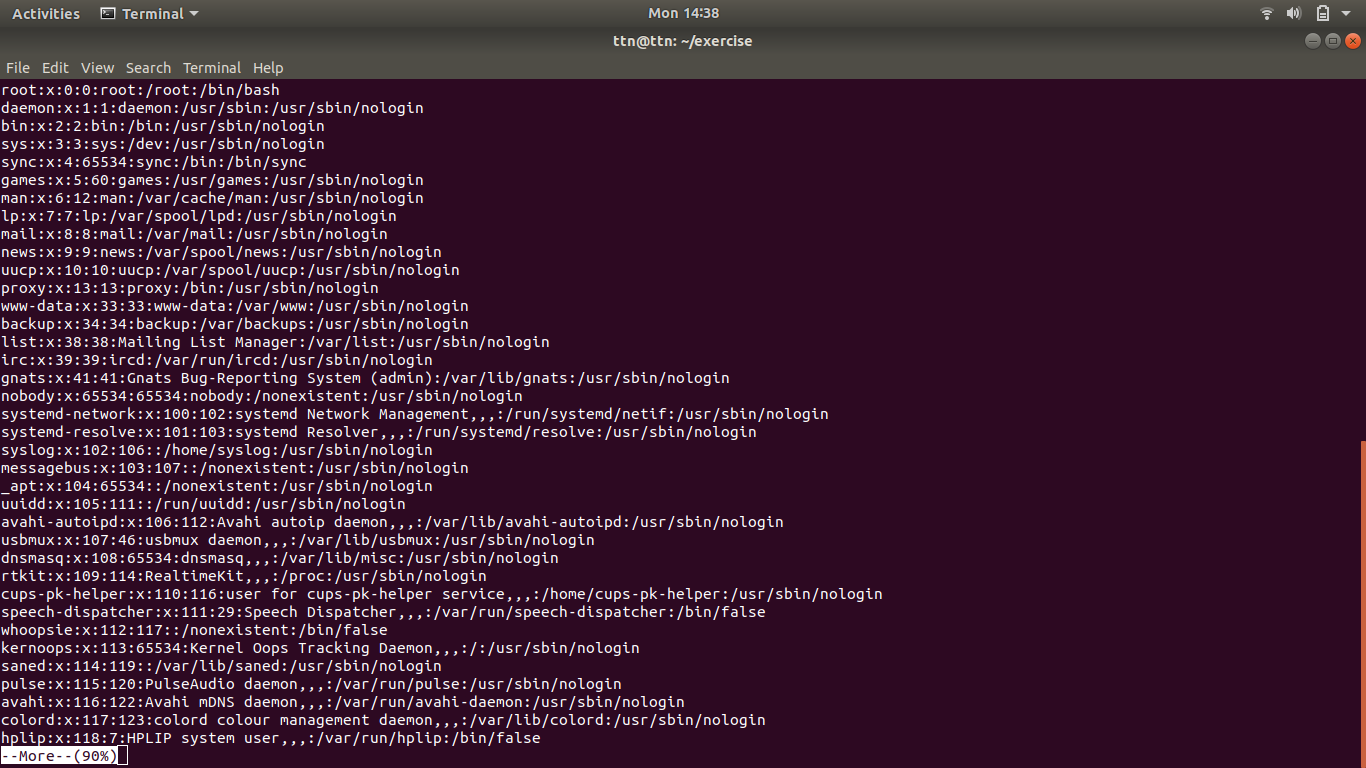 Activities Terminal Mon 14:38
ttn@ttn: ~/exercise
File Edit View Search Terminal Help
root:x:0:0:root:/root:/bin/bash
daemon:x:1:1:daemon:/usr/sbin:/usr/sbin/nologin
bin:x:2:2:bin:/bin:/usr/sbin/nologin
sys:x:3:3:sys:/dev:/usr/sbin/nologin
sync:x:4:65534:sync:/bin:/bin/sync
games:x:5:60:games:/usr/games:/usr/sbin/nologin
man:x:6:12:man:/var/cache/man:/usr/sbin/nologin
lp:x:7:7:lp:/var/spool/lpd:/usr/sbin/nologin
mail:x:8:8:mail:/var/mail:/usr/sbin/nologin
news:x:9:9:news:/var/spool/news:/usr/sbin/nologin
uucp:x:10:10:uucp:/var/spool/uucp:/usr/sbin/nologin
proxy:x:13:13:proxy:/bin:/usr/sbin/nologin
www-data:x:33:33:www-data:/var/www:/usr/sbin/nologin
backup:x:34:34:backup:/var/backups:/usr/sbin/nologin
list:x:38:38:Mailing List Manager:/var/list:/usr/sbin/nologin
irc:x:39:39:ircd:/var/run/ircd:/usr/sbin/nologin
gnats:x:41:41:Gnats Bug-Reporting System (admin):/var/lib/gnats:/usr/sbin/nologin
nobody:x:65534:65534:nobody:/nonexistent:/usr/sbin/nologin
systemd-network:x:100:102:systemd Network Management,,,:/run/systemd/netif:/usr/sbin/nologin
systemd-resolve:x:101:103:systemd Resolver,,,:/run/systemd/resolve:/usr/sbin/nologin
syslog:x:102:106::/home/syslog:/usr/sbin/nologin
messagebus:x:103:107::/nonexistent:/usr/sbin/nologin
_apt:x:104:65534::/nonexistent:/usr/sbin/nologin
uuidd:x:105:111::/run/uuidd:/usr/sbin/nologin
avahi-autoipd:x:106:112:Avahi autoip daemon,,,:/var/lib/avahi-autoipd:/usr/sbin/nologin
usbmux:x:107:46:usbmux daemon,,,:/var/lib/usbmux:/usr/sbin/nologin
dnsmasq:x:108:65534:dnsmasq,,,:/var/lib/misc:/usr/sbin/nologin
rtkit:x:109:114:RealtimeKit,,,:/proc:/usr/sbin/nologin
cups-pk-helper:x:110:116:user for cups-pk-helper service,,,:/home/cups-pk-helper:/usr/sbin/nologin
speech-dispatcher:x:111:29:Speech Dispatcher,,,:/var/run/speech-dispatcher:/bin/false
whoopsie:x:112:117::/nonexistent:/bin/false
kernoops:x:113:65534:Kernel Oops Tracking Daemon,,,:/:/usr/sbin/nologin
saned:x:114:119::/var/lib/saned:/usr/sbin/nologin
pulse:x:115:120:PulseAudio daemon,,,:/var/run/pulse:/usr/sbin/nologin
avahi:x:116:122:Avahi mDNS daemon,,,:/var/run/avahi-daemon:/usr/sbin/nologin
colord:x:117:123:colord colour management daemon,,,:/var/lib/colord:/usr/sbin/nologin
hplip:x:118:7:HPLIP system user,,,:/var/run/hplip:/bin/false
--More--(90%)